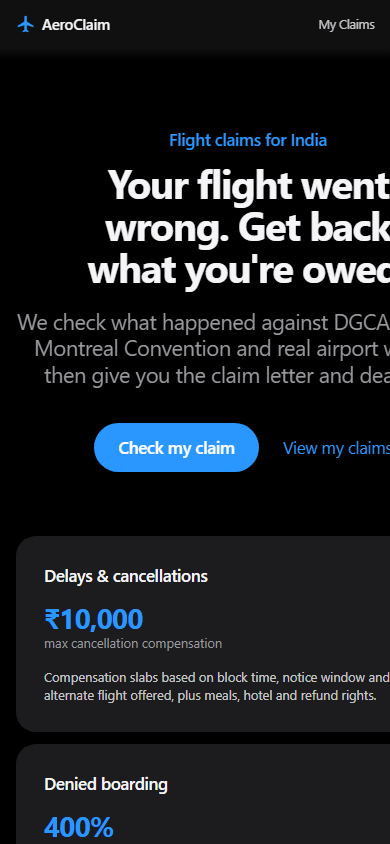 AeroClaim
My Claims
Flight claims for India
Your flight went
wrong. Get back
what you're owed
We check what happened against DGCA
Montreal Convention and real airport
then give you the claim letter and
Check my claim
View my claims
Delays & cancellations
₹10,000
max cancellation compensation
Compensation slabs based on block time, notice window and
alternate flight offered, plus meals, hotel and refund rights.
Denied boarding
400%